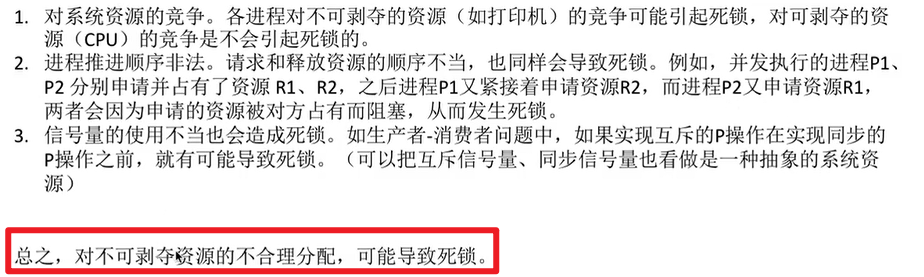 1. 对系统资源的竞争。各进程对不可剥夺的资源（如打印机）的竞争可能引起死锁，对可剥夺的资
源（CPU）的竞争是不会引起死锁的。
2. 进程推进顺序非法。请求和释放资源的顺序不当，也同样会导致死锁。例如，并发执行的进程P1、
P2 分别申请并占有了资源 R1、R2，之后进程P1又紧接着申请资源R2，而进程P2又申请资源R1，
两者会因为申请的资源被对方占有而阻塞，从而发生死锁。
3. 信号量的使用不当也会造成死锁。如生产者-消费者问题中，如果实现互斥的P操作在实现同步的
P操作之前，就有可能导致死锁。（可以把互斥信号量、同步信号量也看做是一种抽象的系统资
源）
总之，对不可剥夺资源的不合理分配，可能导致死锁。